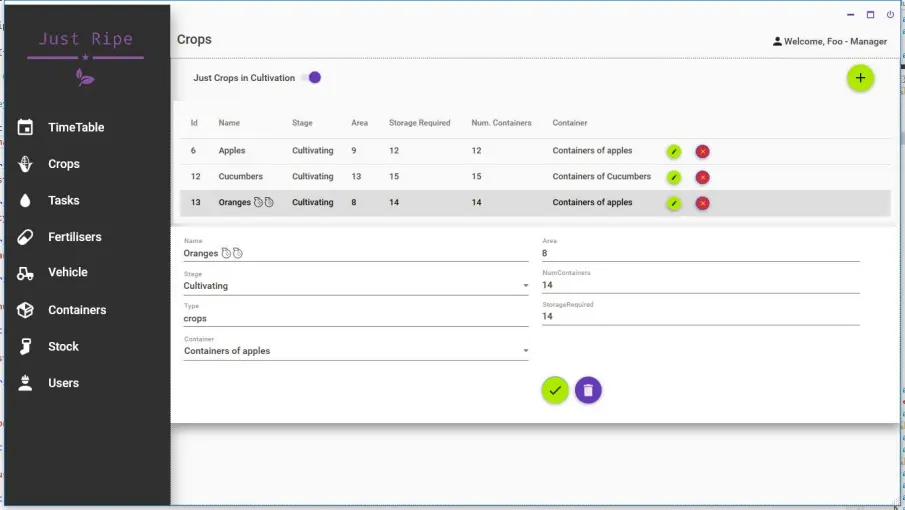 Just Ripe
Crops
Welcome, Foo - Manager
Just Crops in Cultivation
TimeTable
Crops
Tasks
Fertilisers
Vehicle
Containers
Stock
Users
Id Name Stage Area Storage Required Num. Containers Container
6 Apples Cultivating 9 12 12 Containers of apples
12 Cucumbers Cultivating 13 15 15 Containers of Cucumbers
13 Oranges Cultivating 8 14 14 Containers of apples
Name
Oranges
Area
8
Stage
Cultivating
NumContainers
14
Type
crops
StorageRequired
14
Container
Containers of apples